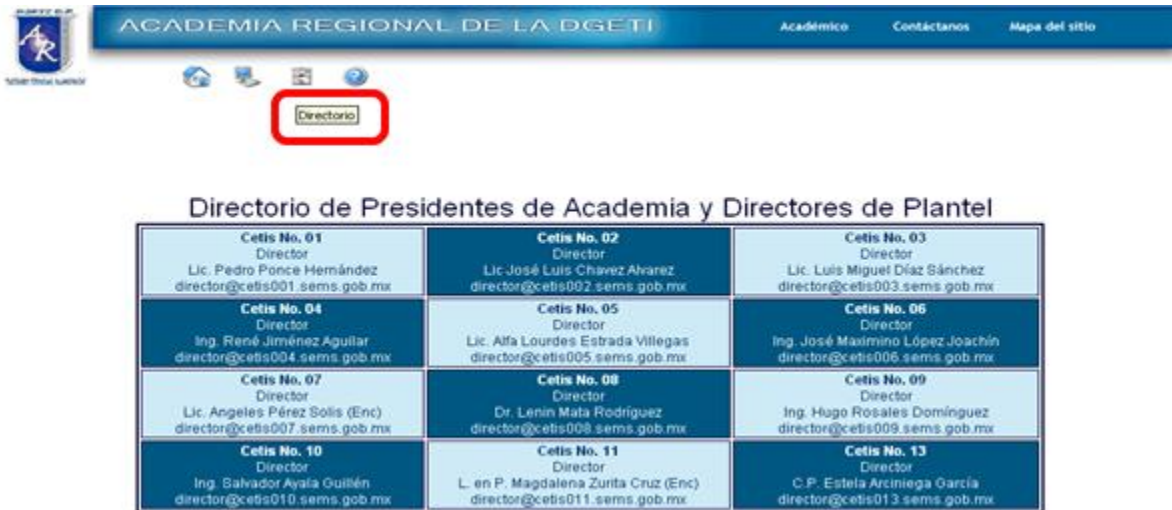 ACADEMIA REGIONAL DE LA DGETI
Académico Contáctanos Mapa del sitio
AR
Directorio
Directorio de Presidentes de Academia y Directores de Plantel
Cetis No. 01
Director
Lic. Pedro Ponce Hernández
director@cetis001.sems.gob.mx
Cetis No. 02
Director
Lic José Luis Chavez Alvarez
director@cetis002.sems.gob.mx
Cetis No. 03
Director
Lic. Luis Miguel Díaz Sánchez
director@cetis003.sems.gob.mx
Cetis No. 04
Director
Ing. René Jiménez Aguilar
director@cetis004.sems.gob.mx
Cetis No. 05
Director
Lic. Alfa Lourdes Estrada Villegas
director@cetis005.sems.gob.mx
Cetis No. 06
Director
Ing. José Maximino López Joachín
director@cetis006.sems.gob.mx
Cetis No. 07
Director
Lic. Angeles Pérez Solis (Enc)
director@cetis007.sems.gob.mx
Cetis No. 08
Director
Dr. Lenin Mata Rodríguez
director@cetis008.sems.gob.mx
Cetis No. 09
Director
Ing. Hugo Rosales Domínguez
director@cetis009.sems.gob.mx
Cetis No. 10
Director
Ing. Salvador Ayala Guillén
director@cetis010.sems.gob.mx
Cetis No. 11
Director
L. en P. Magdalena Zurita Cruz (Enc)
director@cetis011.sems.gob.mx
Cetis No. 13
Director
C.P. Estela Arciniega García
director@cetis013.sems.gob.mx